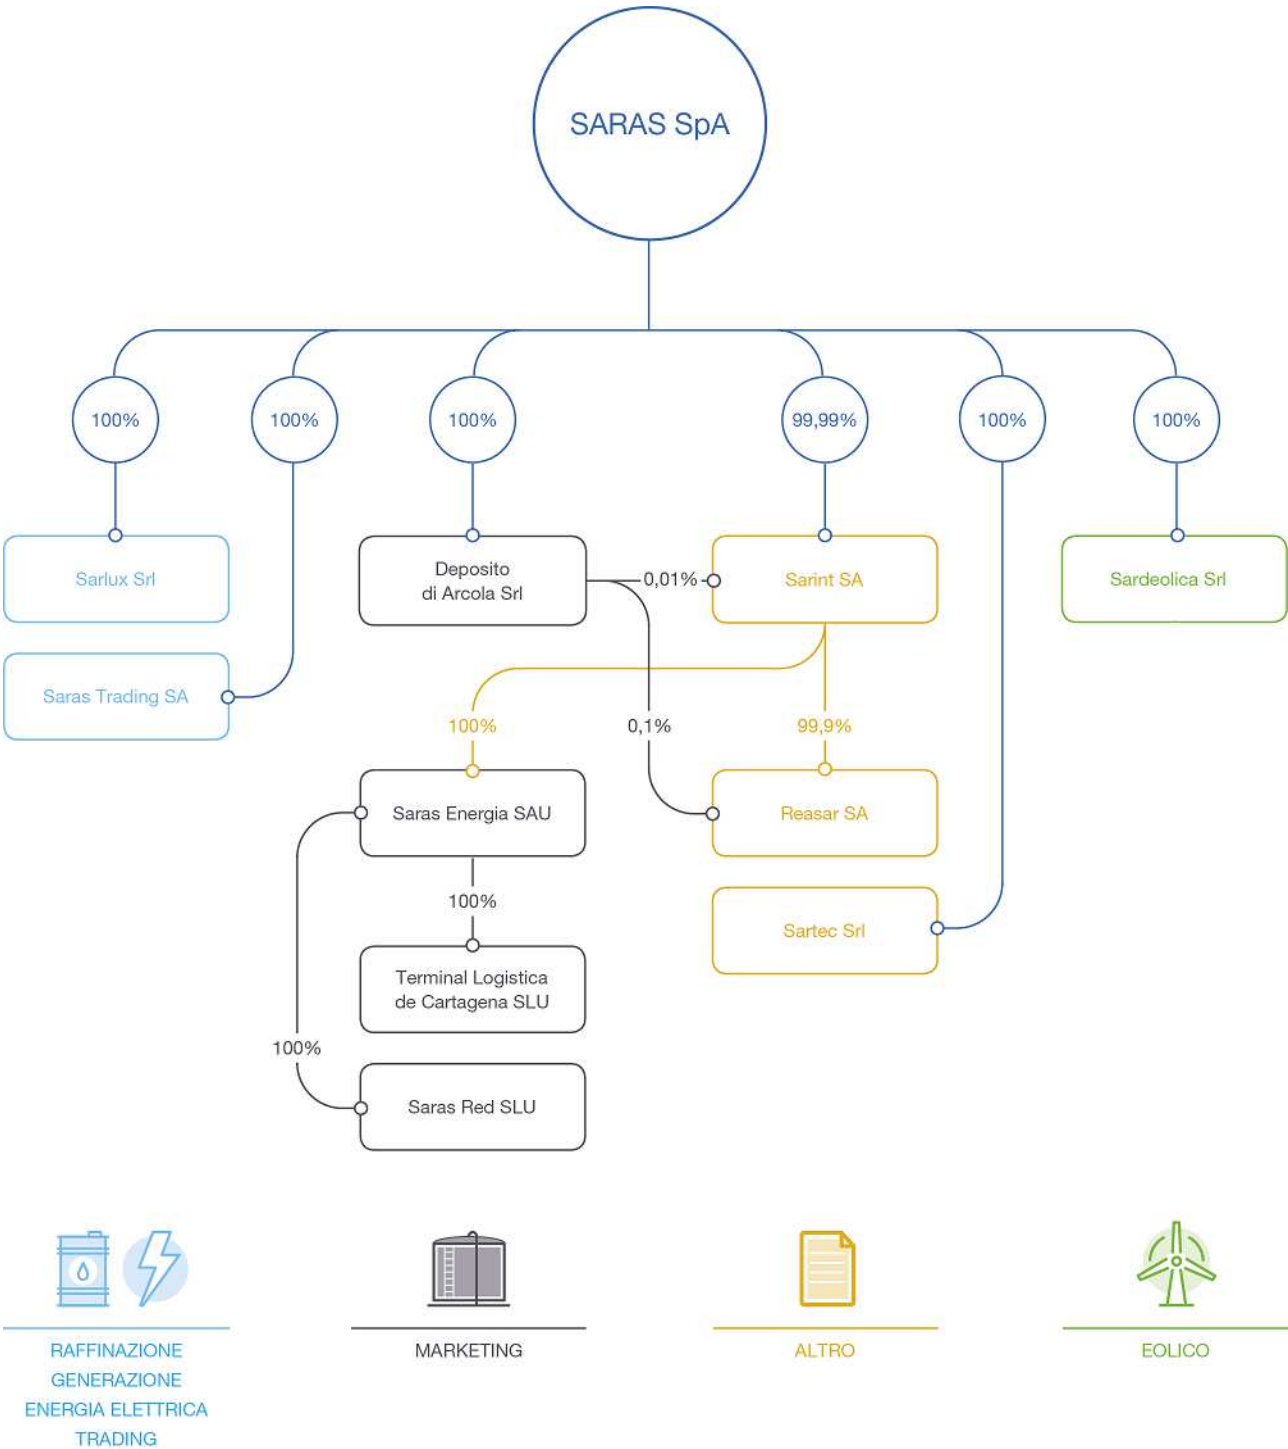 SARAS SpA
100%
100%
100%
99,99%
100%
100%
Sarlux Srl
Deposito
di Arcola Srl
0,01%
Sarint SA
Sardeolica Srl
Saras Trading SA
100%
0,1%
99,9%
Saras Energia SAU
Reasar SA
100%
Sartec Srl
Terminal Logistica
de Cartagena SLU
100%
Saras Red SLU
RAFFINAZIONE
GENERAZIONE
ENERGIA ELETTRICA
TRADING
MARKETING
ALTRO
EOLICO